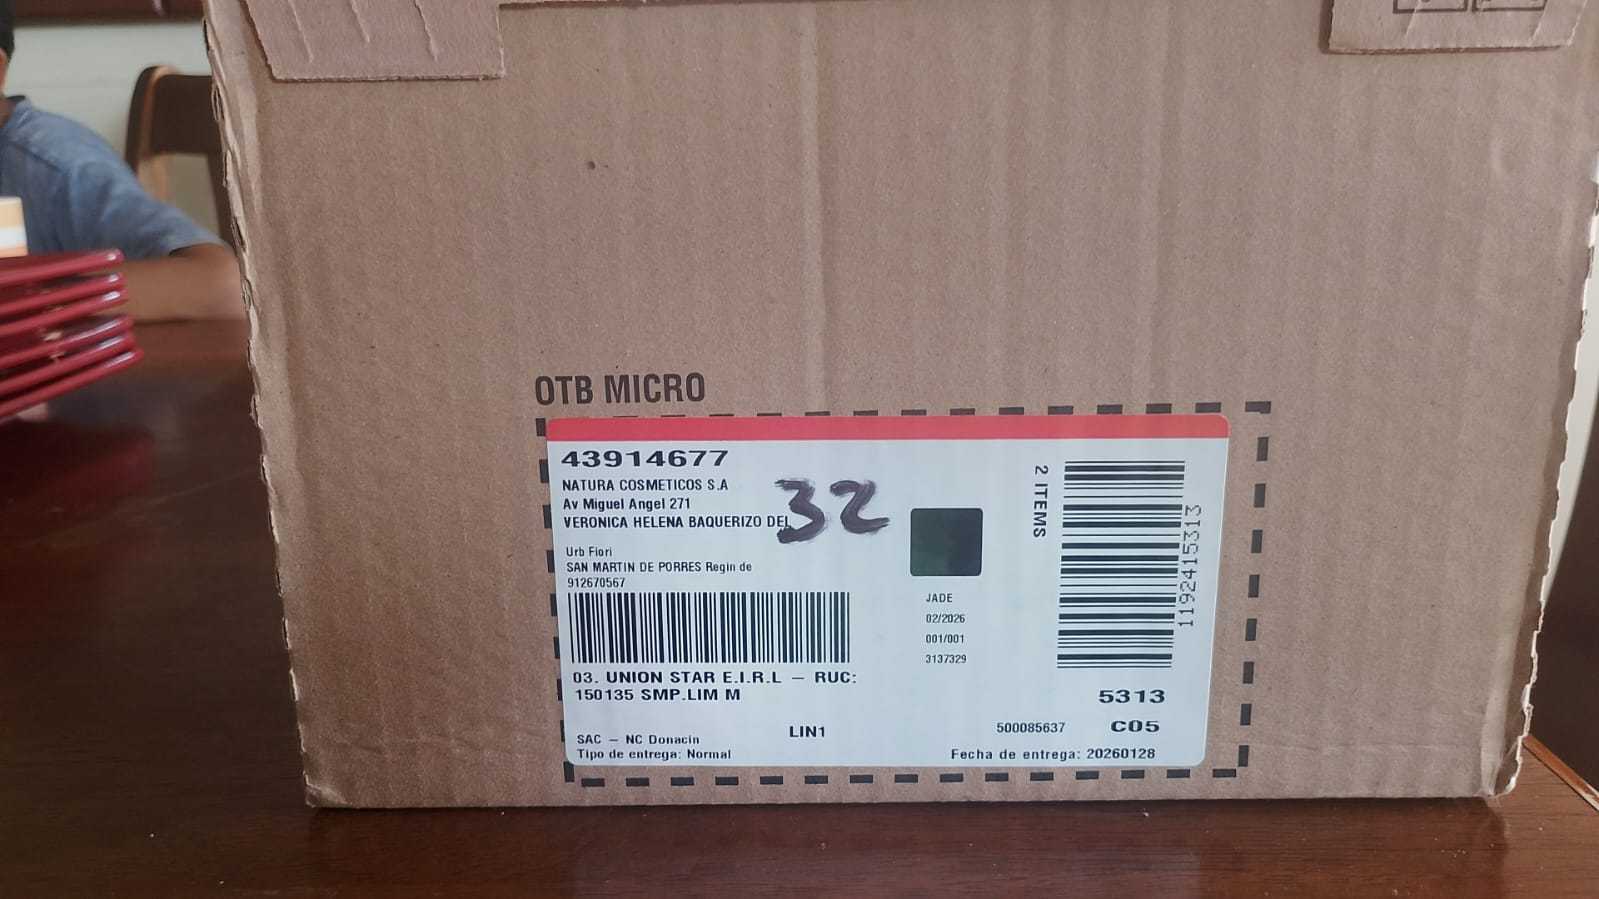 OTB MICRO
43914677
NATURA COSMETICOS S.A
Av Miguel Angel 271
VERONICA HELENA BAQUERIZO DEL
32
Urb Fiori
SAN MARTIN DE PORRES Regin de
912670567
03. UNION STAR E.I.R.L – RUC:
150135 SMP.LIM M
SAC – NC Donacin
Tipo de entrega: Normal
LIN1
JADE
02/2026
001/001
3137329
2 ITEMS
1192415313
5313
500085637 C05
Fecha de entrega: 20260128